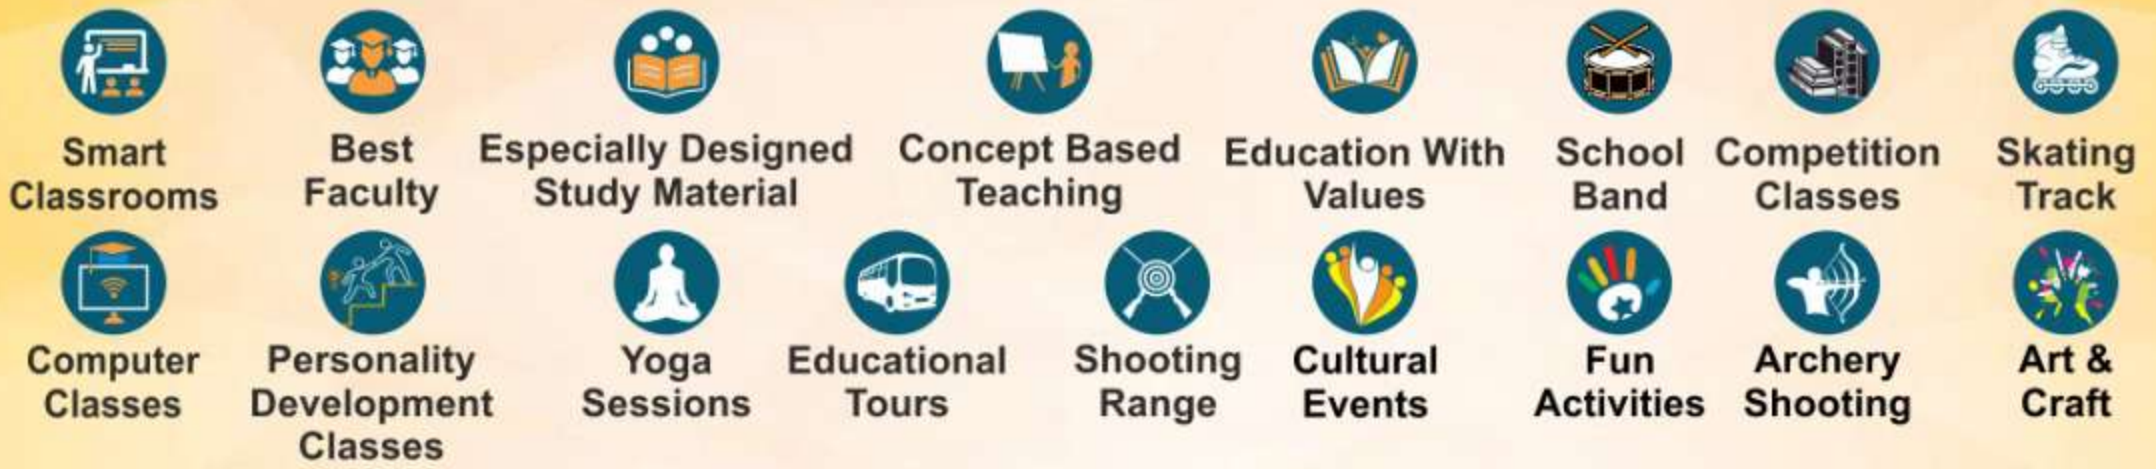 Smart
Classrooms
Best
Faculty
Especially Designed
Study Material
Concept Based
Teaching
Education With
Values
School
Band
Competition
Classes
Skating
Track
Computer
Classes
Personality
Development
Classes
Yoga
Sessions
Educational
Tours
Shooting
Range
Cultural
Events
Fun
Activities
Archery
Shooting
Art &
Craft